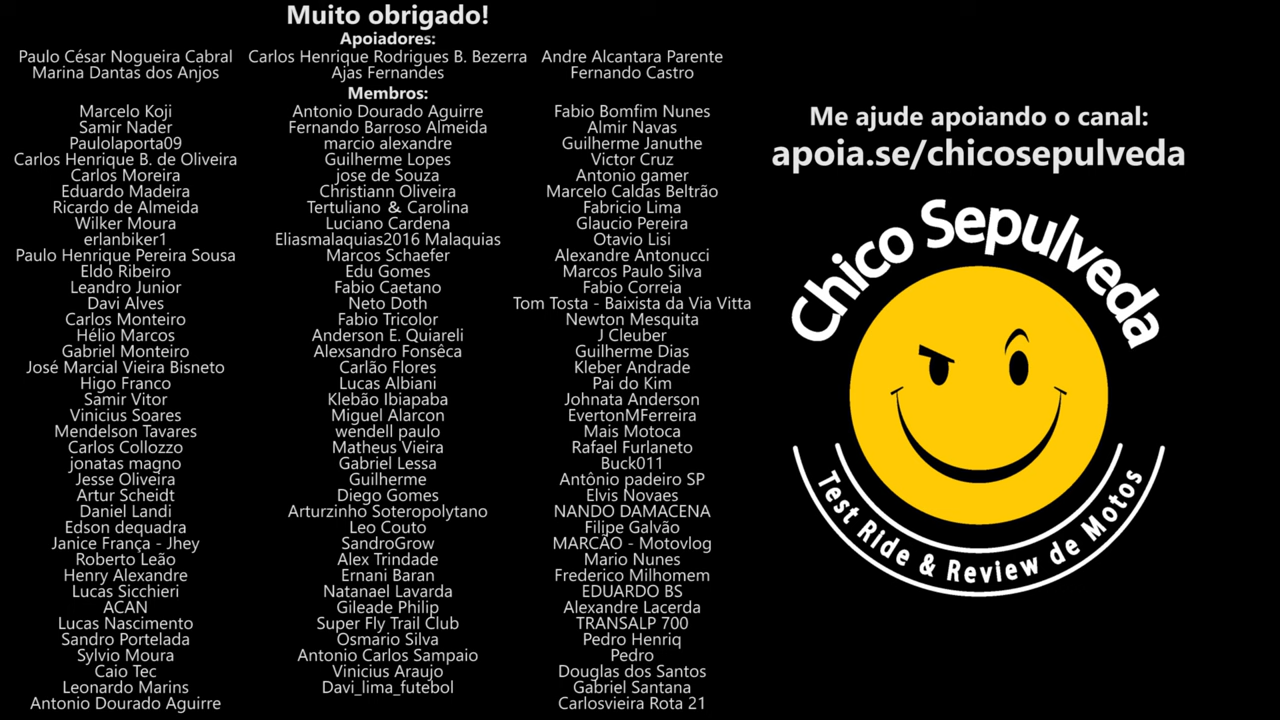 Muito obrigado!
Apoiadores:
Paulo César Nogueira Cabral
Carlos Henrique Rodrigues B. Bezerra
Andre Alcantara Parente
Marina Dantas dos Anjos
Ajas Fernandes
Fernando Castro
Membros:
Marcelo Koji
Samir Nader
Paulolaporta09
Carlos Henrique B. de Oliveira
Carlos Moreira
Eduardo Madeira
Ricardo de Almeida
Wilker Moura
erlanbiker1
Paulo Henrique Pereira Sousa
Eldo Ribeiro
Leandro Junior
Davi Alves
Carlos Monteiro
Hélio Marcos
Gabriel Monteiro
José Marcial Vieira Bisneto
Higo Franco
Samir Vitor
Vinicius Soares
Mendelson Tavares
Carlos Collozzo
jonatas magno
Jesse Oliveira
Artur Scheidt
Daniel Landi
Edson dequadra
Janice França - Jhey
Roberto Leão
Henry Alexandre
Lucas Sicchieri
ACAN
Lucas Nascimento
Sandro Portelada
Sylvio Moura
Caio Tec
Leonardo Marins
Antonio Dourado Aguirre
Antonio Dourado Aguirre
Fernando Barroso Almeida
marcio alexandre
Guilherme Lopes
jose de Souza
Christiann Oliveira
Tertuliano & Carolina
Luciano Cardena
Eliasmalaquias2016 Malaquias
Marcos Schaefer
Edu Gomes
Fabio Caetano
Neto Doth
Fabio Tricolor
Anderson E. Quiareli
Alexsandro Fonsêca
Carlão Flores
Lucas Albiani
Klebão Ibiapaba
Miguel Alarcon
wendell paulo
Matheus Vieira
Gabriel Lessa
Guilherme
Diego Gomes
Arturzinho Soteropolytano
Leo Couto
SandroGrow
Alex Trindade
Ernani Baran
Natanael Lavarda
Gileade Philip
Super Fly Trail Club
Osmario Silva
Antonio Carlos Sampaio
Vinicius Araujo
Davi_lima_futebol
Fabio Bomfim Nunes
Almir Navas
Guilherme Januthe
Victor Cruz
Antonio gamer
Marcelo Caldas Beltrão
Fabricio Lima
Glaucio Pereira
Otavio Lisi
Alexandre Antonucci
Marcos Paulo Silva
Fabio Correia
Tom Tosta - Baixista da Via Vitta
Newton Mesquita
J Cleuber
Guilherme Dias
Kleber Andrade
Pai do Kim
Johnata Anderson
EvertonMFerreira
Mais Motoca
Rafael Furlaneto
Buck011
Antônio padeiro SP
Elvis Novaes
NANDO DAMACENA
Filipe Galvão
MARCÃO - Motovlog
Mario Nunes
Frederico Milhomem
EDUARDO BS
Alexandre Lacerda
TRANSALP 700
Pedro Henriq
Pedro
Douglas dos Santos
Gabriel Santana
Carlosvieira Rota 21
Me ajude apoiando o canal:
apoia.se/chicosepulveda
Chico Sepulveda
Test Ride & Review de Motos